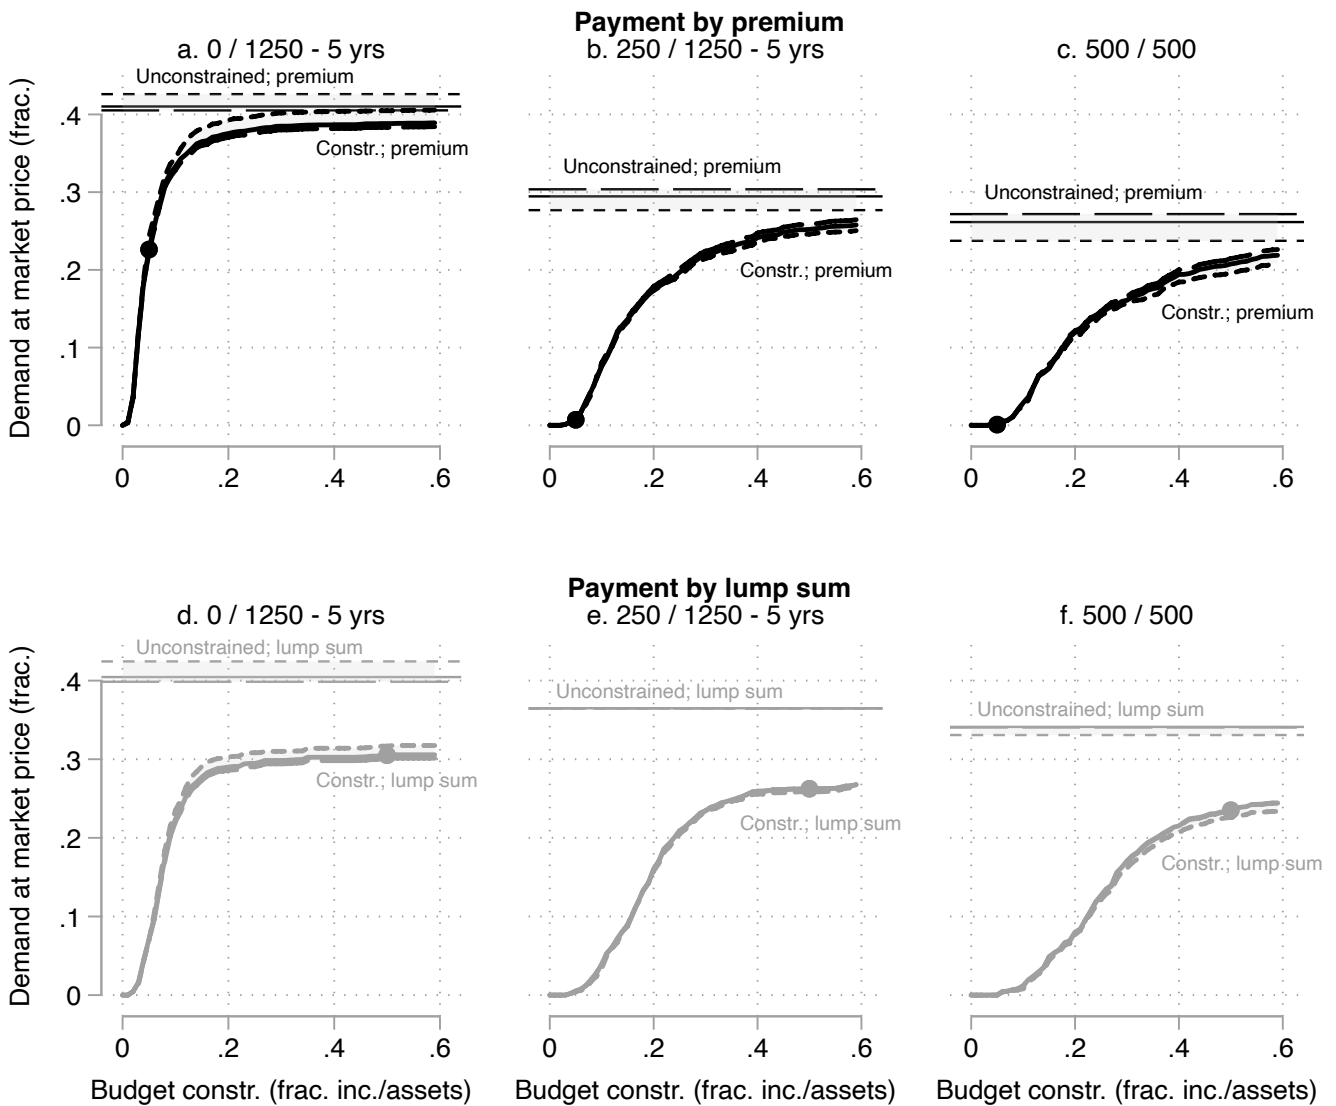 Payment by premium
a. 0 / 1250 - 5 yrs
b. 250 / 1250 - 5 yrs
c. 500 / 500
Demand at market price (frac.)
Unconstrained; premium
Constr.; premium
.4
.3
.2
.1
0
0 .2 .4 .6
Unconstrained; premium
Constr.; premium
0 .2 .4 .6
Unconstrained; premium
Constr.; premium
0 .2 .4 .6
Payment by lump sum
d. 0 / 1250 - 5 yrs
e. 250 / 1250 - 5 yrs
f. 500 / 500
Demand at market price (frac.)
Unconstrained; lump sum
Constr.; lump sum
.4
.3
.2
.1
0
0 .2 .4 .6
Budget constr. (frac. inc./assets)
Unconstrained; lump sum
Constr.; lump sum
0 .2 .4 .6
Budget constr. (frac. inc./assets)
Unconstrained; lump sum
Constr.; lump sum
0 .2 .4 .6
Budget constr. (frac. inc./assets)